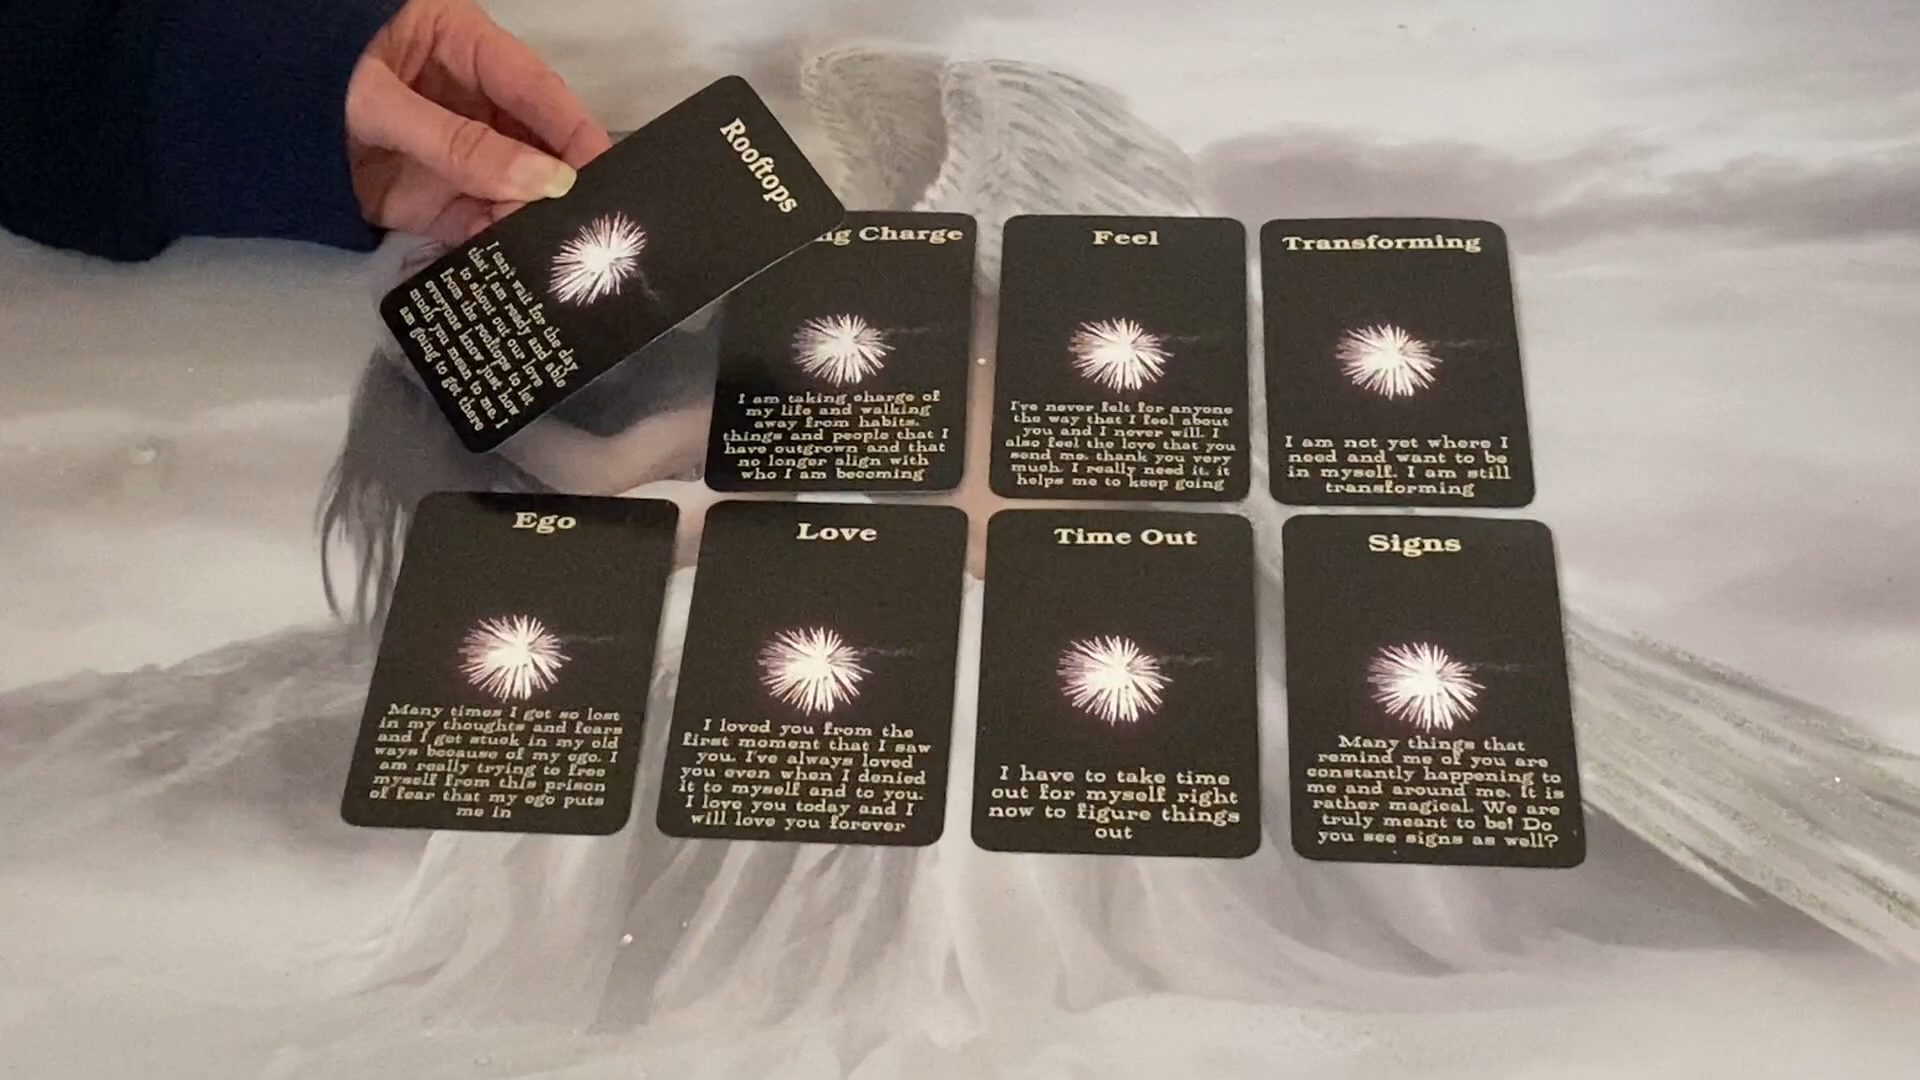 Rooftops
I can't wait for the day
that I am ready and able
to shout out our love
from the rooftops to let
everyone know just how
much you mean to me. I
am going to get there
ng Charge
I am taking charge of
my life and walking
away from habits,
things and people that I
have outgrown and that
no longer align with
who I am becoming
Feel
I've never felt for anyone
the way that I feel about
you and I never will. I
also feel the love that you
send me, thank you very
much. I really need it, it
helps me to keep going
Transforming
I am not yet where I
need and want to be
in myself. I am still
transforming
Ego
Many times I get so lost
in my thoughts and fears
and I get stuck in my old
ways because of my ego. I
am really trying to free
myself from this prison
of fear that my ego puts
me in
Love
I loved you from the
first moment that I saw
you. I've always loved
you even when I denied
it to myself and to you.
I love you today and I
will love you forever
Time Out
I have to take time
out for myself right
now to figure things
out
Signs
Many things that
remind me of you are
constantly happening to
me and around me. It is
rather magical. We are
truly meant to be! Do
you see signs as well?